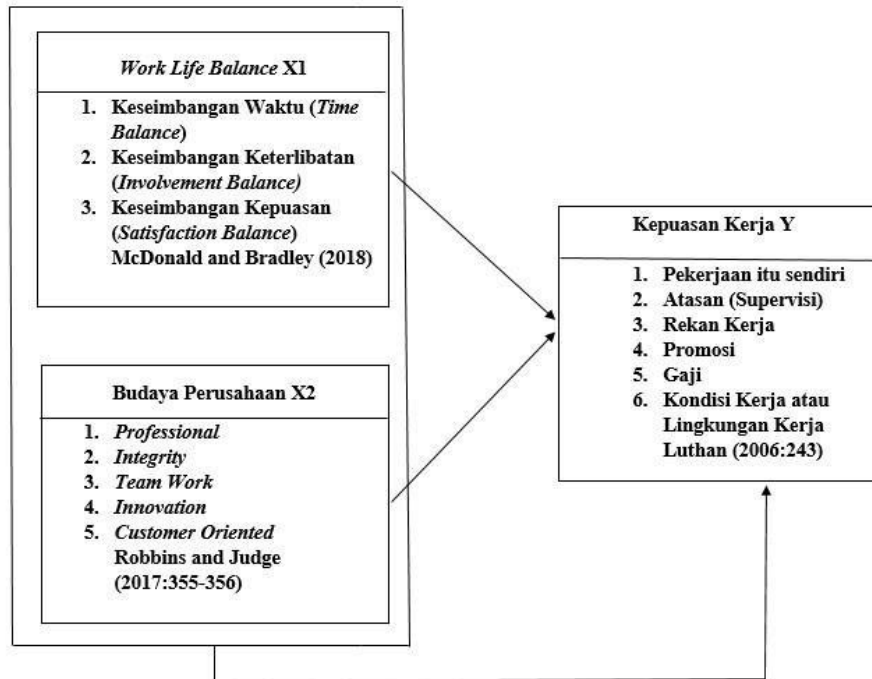 Work Life Balance X1
1. Keseimbangan Waktu (Time
Balance)
2. Keseimbangan Keterlibatan
(Involvement Balance)
3. Keseimbangan Kepuasan
(Satisfaction Balance)
McDonald and Bradley (2018)
Budaya Perusahaan X2
1. Professional
2. Integrity
3. Team Work
4. Innovation
5. Customer Oriented
Robbins and Judge
(2017:355-356)
Kepuasan Kerja Y
1. Pekerjaan itu sendiri
2. Atasan (Supervisi)
3. Rekan Kerja
4. Promosi
5. Gaji
6. Kondisi Kerja atau
Lingkungan Kerja
Luthan (2006:243)